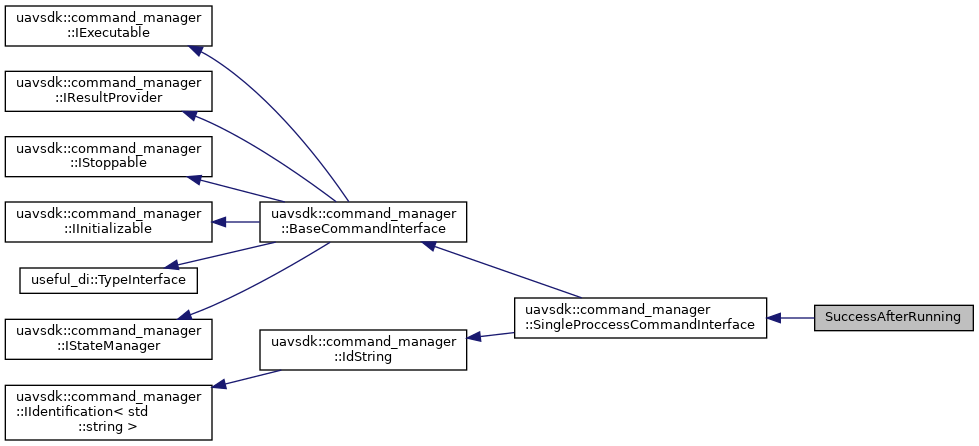 uavsdk::command_manager
::IExecutable
uavsdk::command_manager
::IResultProvider
uavsdk::command_manager
::IStoppable
uavsdk::command_manager
::IInitializable
useful_di::TypeInterface
uavsdk::command_manager
::IStateManager
uavsdk::command_manager
::IIdentification< std
::string >
uavsdk::command_manager
::BaseCommandInterface
uavsdk::command_manager
::IdString
uavsdk::command_manager
::SingleProccessCommandInterface
SuccessAfterRunning